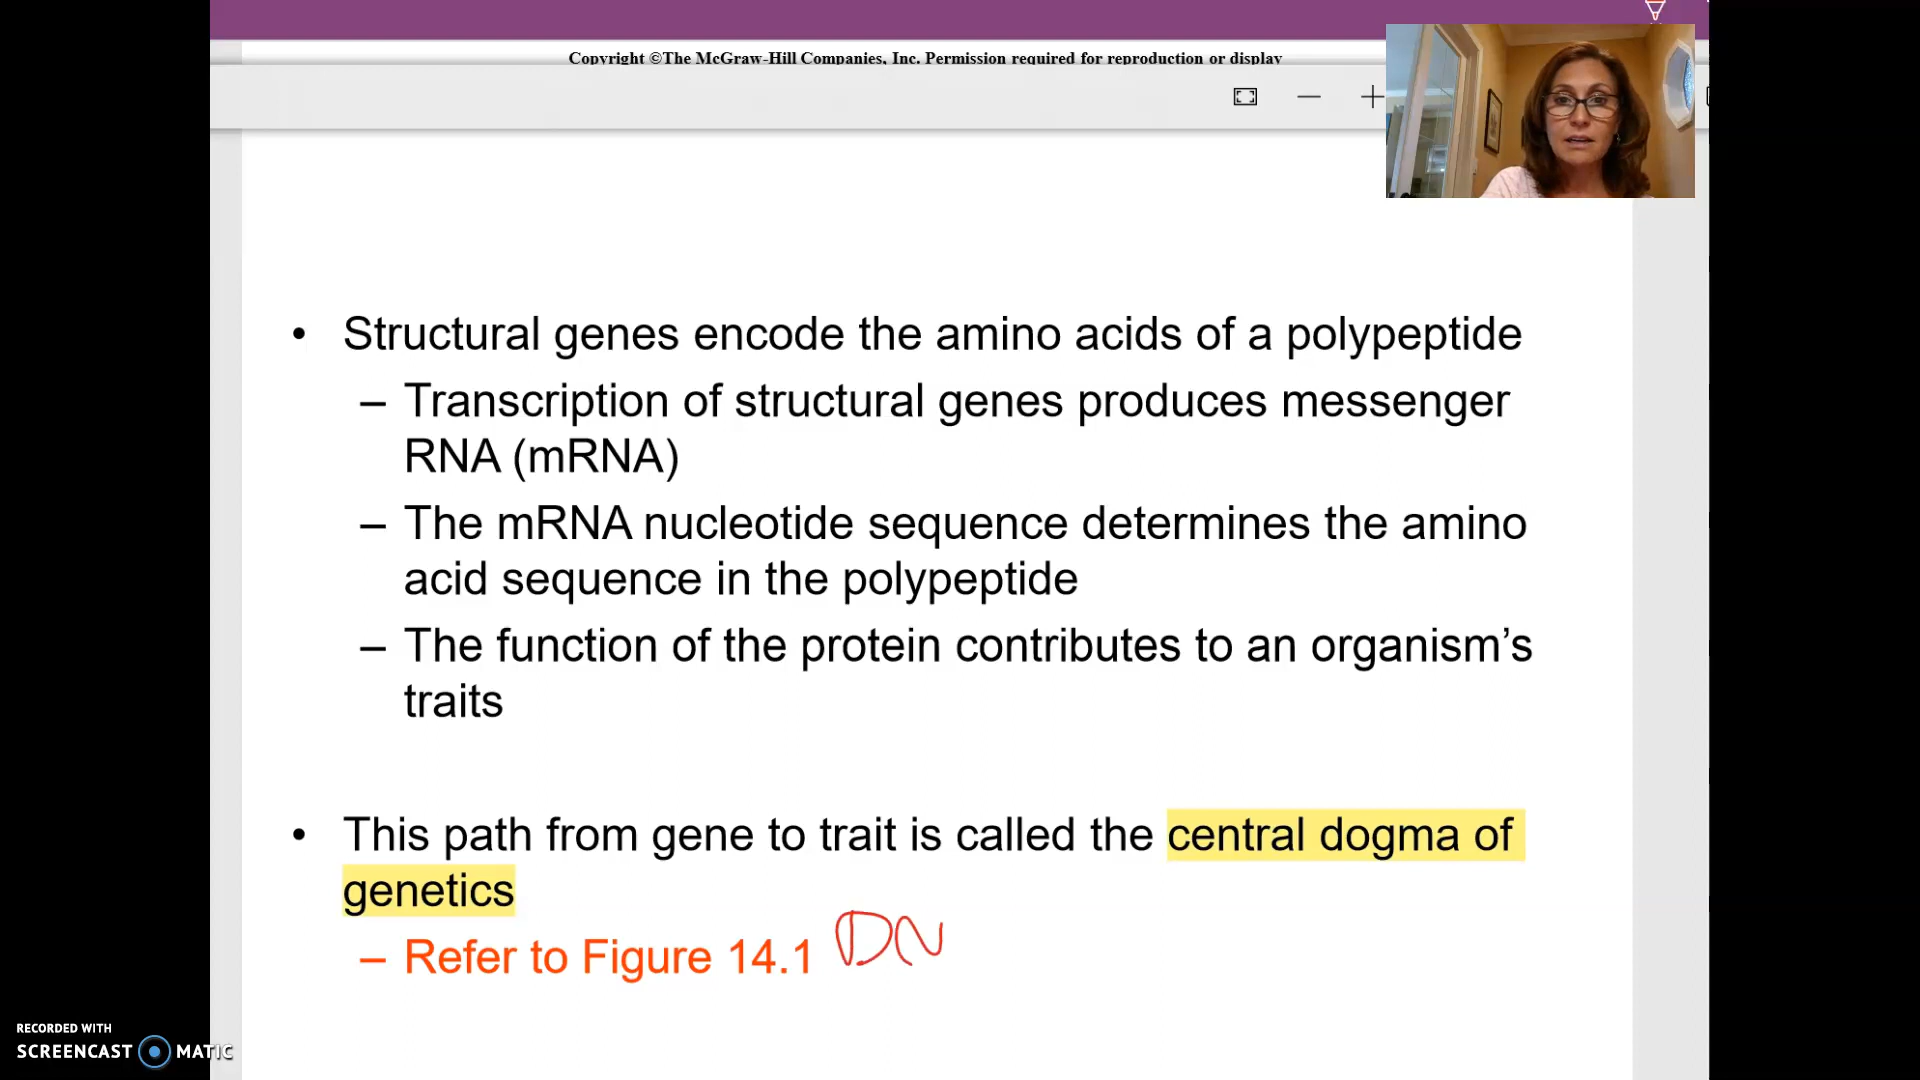 Copyright ©The McGraw-Hill Companies, Inc. Permission required for reproduction or display
• Structural genes encode the amino acids of a polypeptide
– Transcription of structural genes produces messenger
RNA (mRNA)
– The mRNA nucleotide sequence determines the amino
acid sequence in the polypeptide
– The function of the protein contributes to an organism’s
traits
• This path from gene to trait is called the central dogma of
genetics
– Refer to Figure 14.1 DN
RECORDED WITH
SCREENCAST MATIC